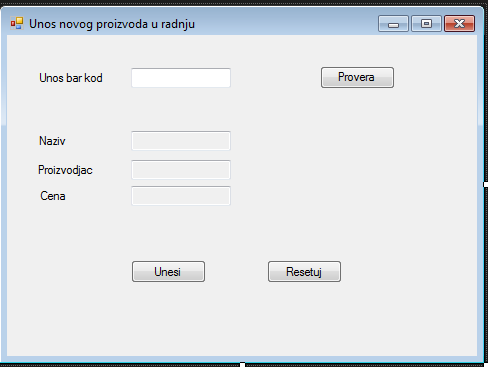 Unos novog proizvoda u radnju
Unos bar kod
Provera
Naziv
Proizvodjac
Cena
Unesi
Resetuj